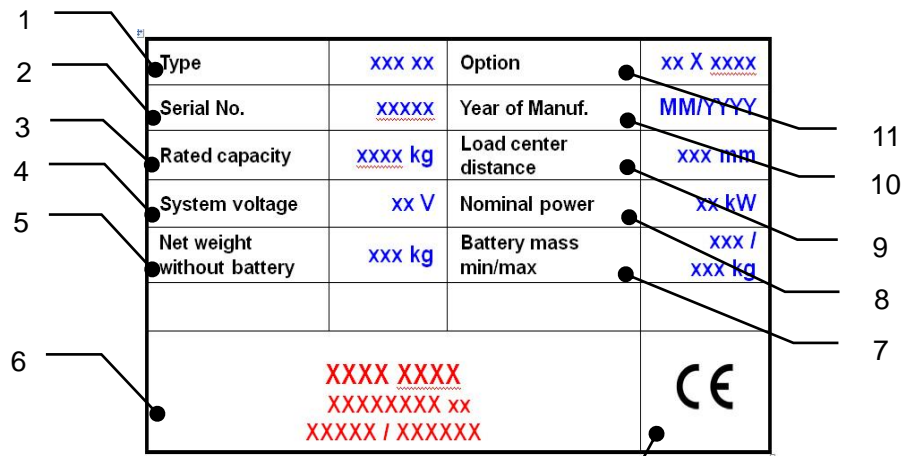 1
2
3
4
5
6
Type xxx xx Option xx X xxxx
Serial No. xxxxx Year of Manuf. MM/YYYY
Rated capacity xxxx kg Load center distance xxx mm
System voltage xx V Nominal power xx kW
Net weight without battery xxx kg Battery mass min/max xxx / xxx kg
XXXX XXXX
XXXXXXXX xx
XXXXX / XXXXXX
CE
11
10
9
8
7